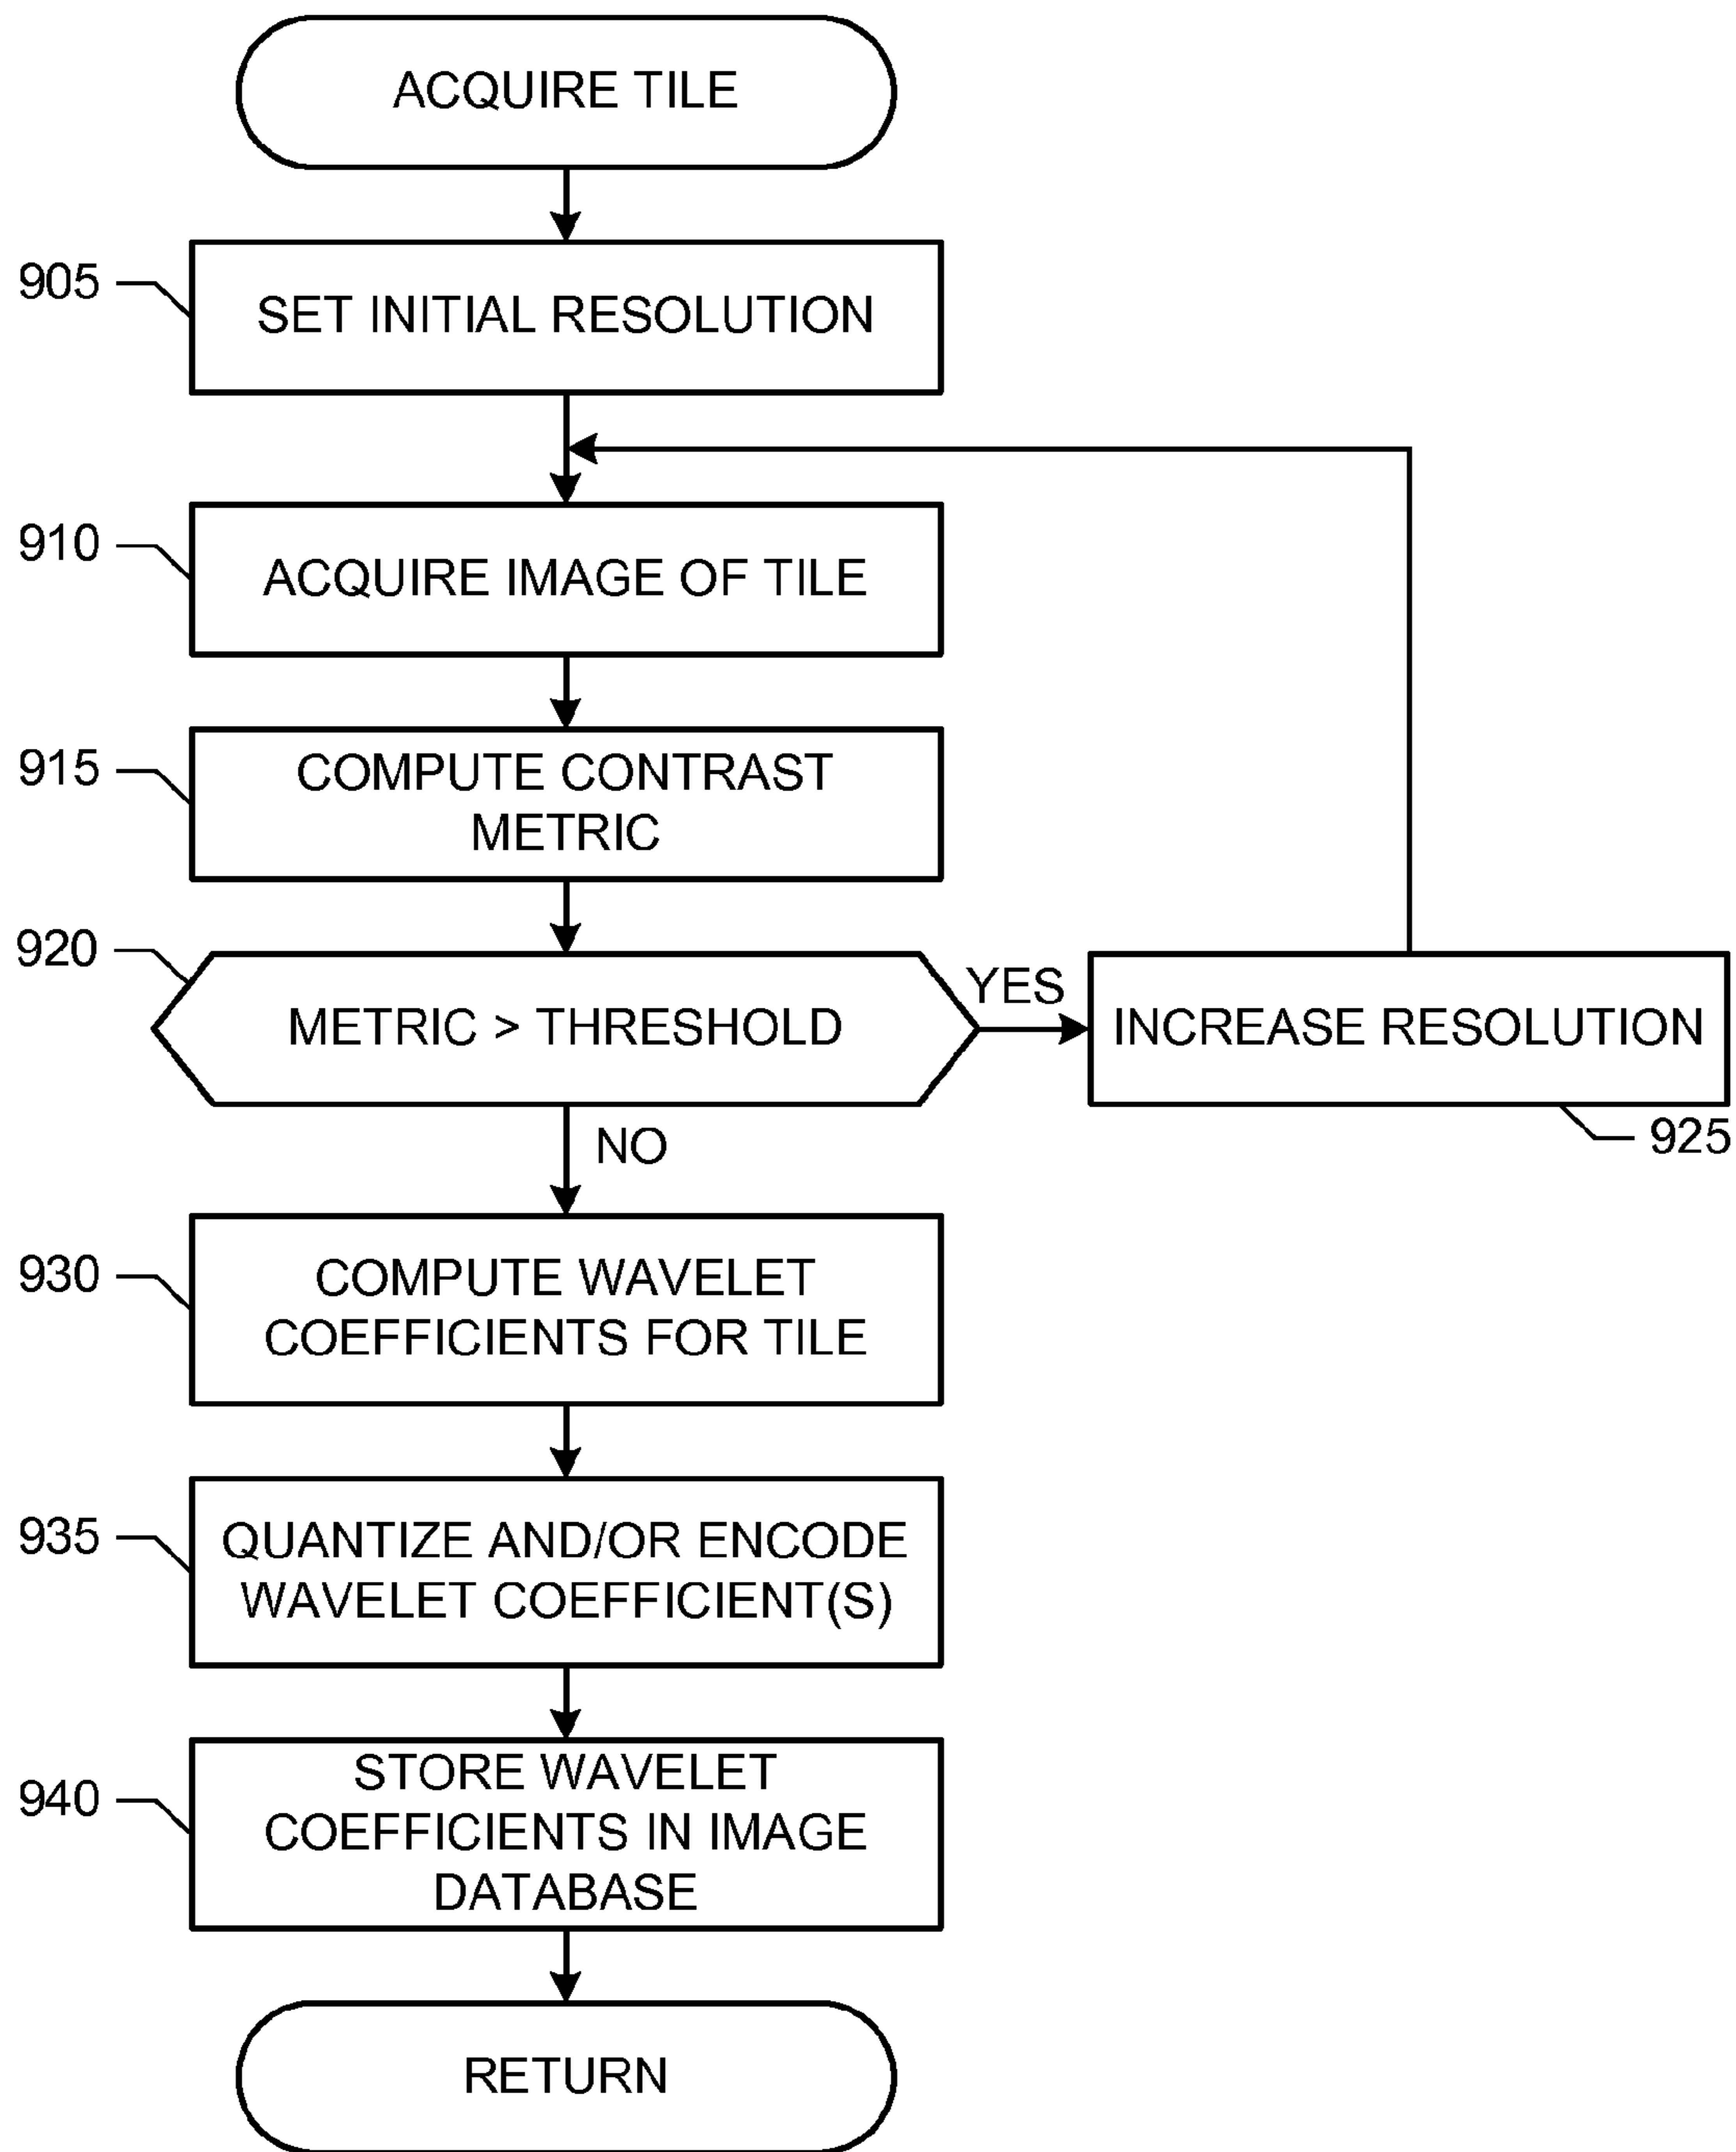 ACQUIRE TILE
905
SET INITIAL RESOLUTION
910
ACQUIRE IMAGE OF TILE
915
COMPUTE CONTRAST
METRIC
920
METRIC > THRESHOLD
YES
INCREASE RESOLUTION
925
NO
930
COMPUTE WAVELET
COEFFICIENTS FOR TILE
935
QUANTIZE AND/OR ENCODE
WAVELET COEFFICIENT(S)
940
STORE WAVELET
COEFFICIENTS IN IMAGE
DATABASE
RETURN